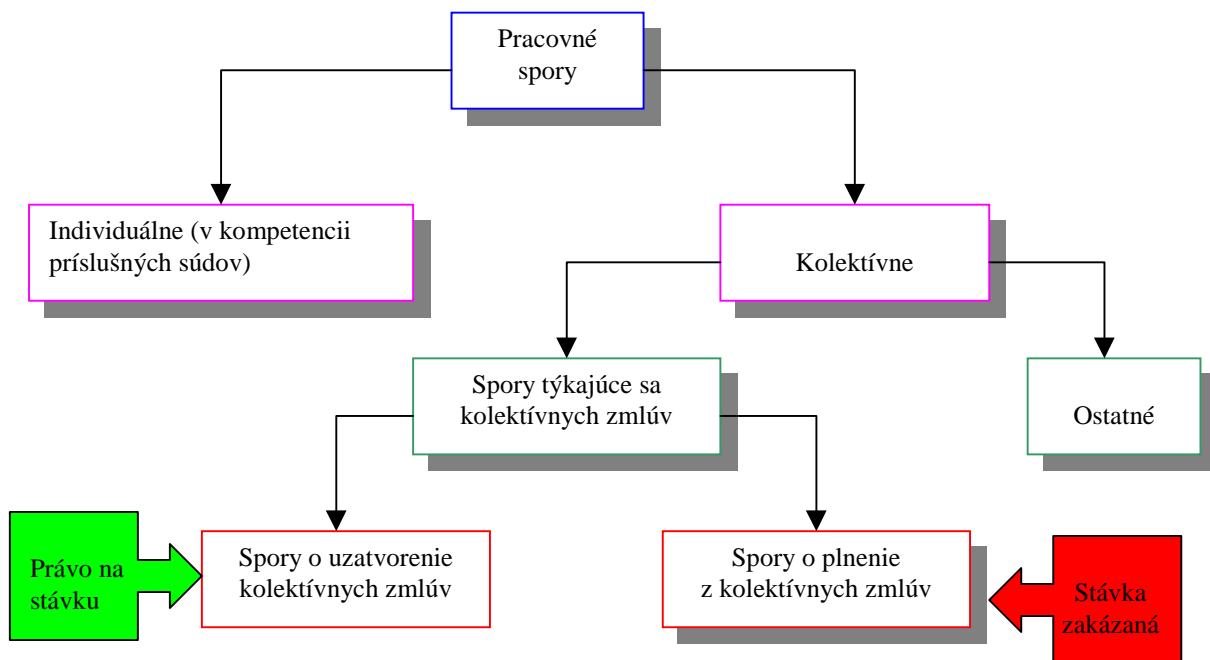 Pracovné
spory
Individuálne (v kompetencii
príslušných súdov)
Kolektívne
Spory týkajúce sa
kolektívnych zmlúv
Ostatné
Právo na
stávku
Spory o uzatvorenie
kolektívnych zmlúv
Spory o plnenie
z kolektívnych zmlúv
Stávka
zakázaná